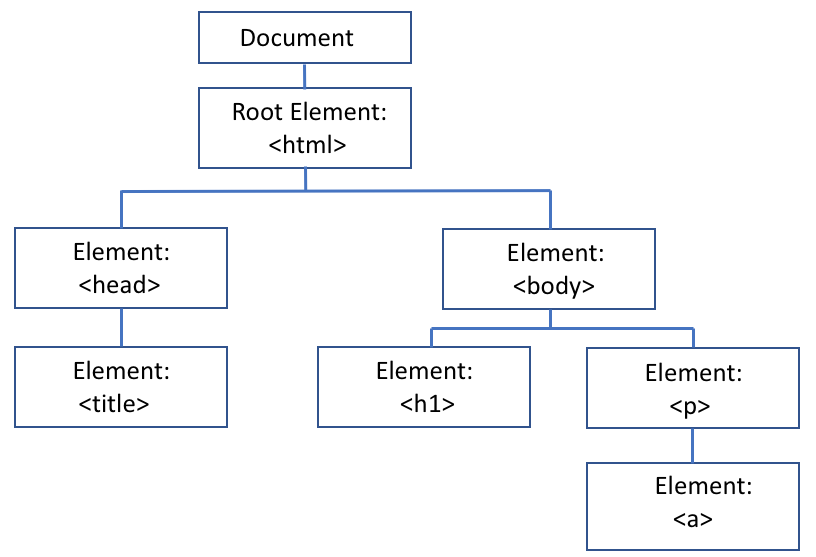 Document
Root Element:
<html>
Element:
<head>
Element:
<body>
Element:
<title>
Element:
<h1>
Element:
<p>
Element:
<a>